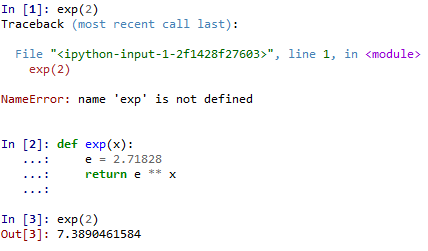 In [1]: exp(2)
Traceback (most recent call last):
  File "<ipython-input-1-2f1428f27603>", line 1, in <module>
    exp(2)
NameError: name 'exp' is not defined
In [2]: def exp(x):
   ...:     e = 2.71828
   ...:     return e ** x
   ...:
In [3]: exp(2)
Out[3]: 7.3890461584